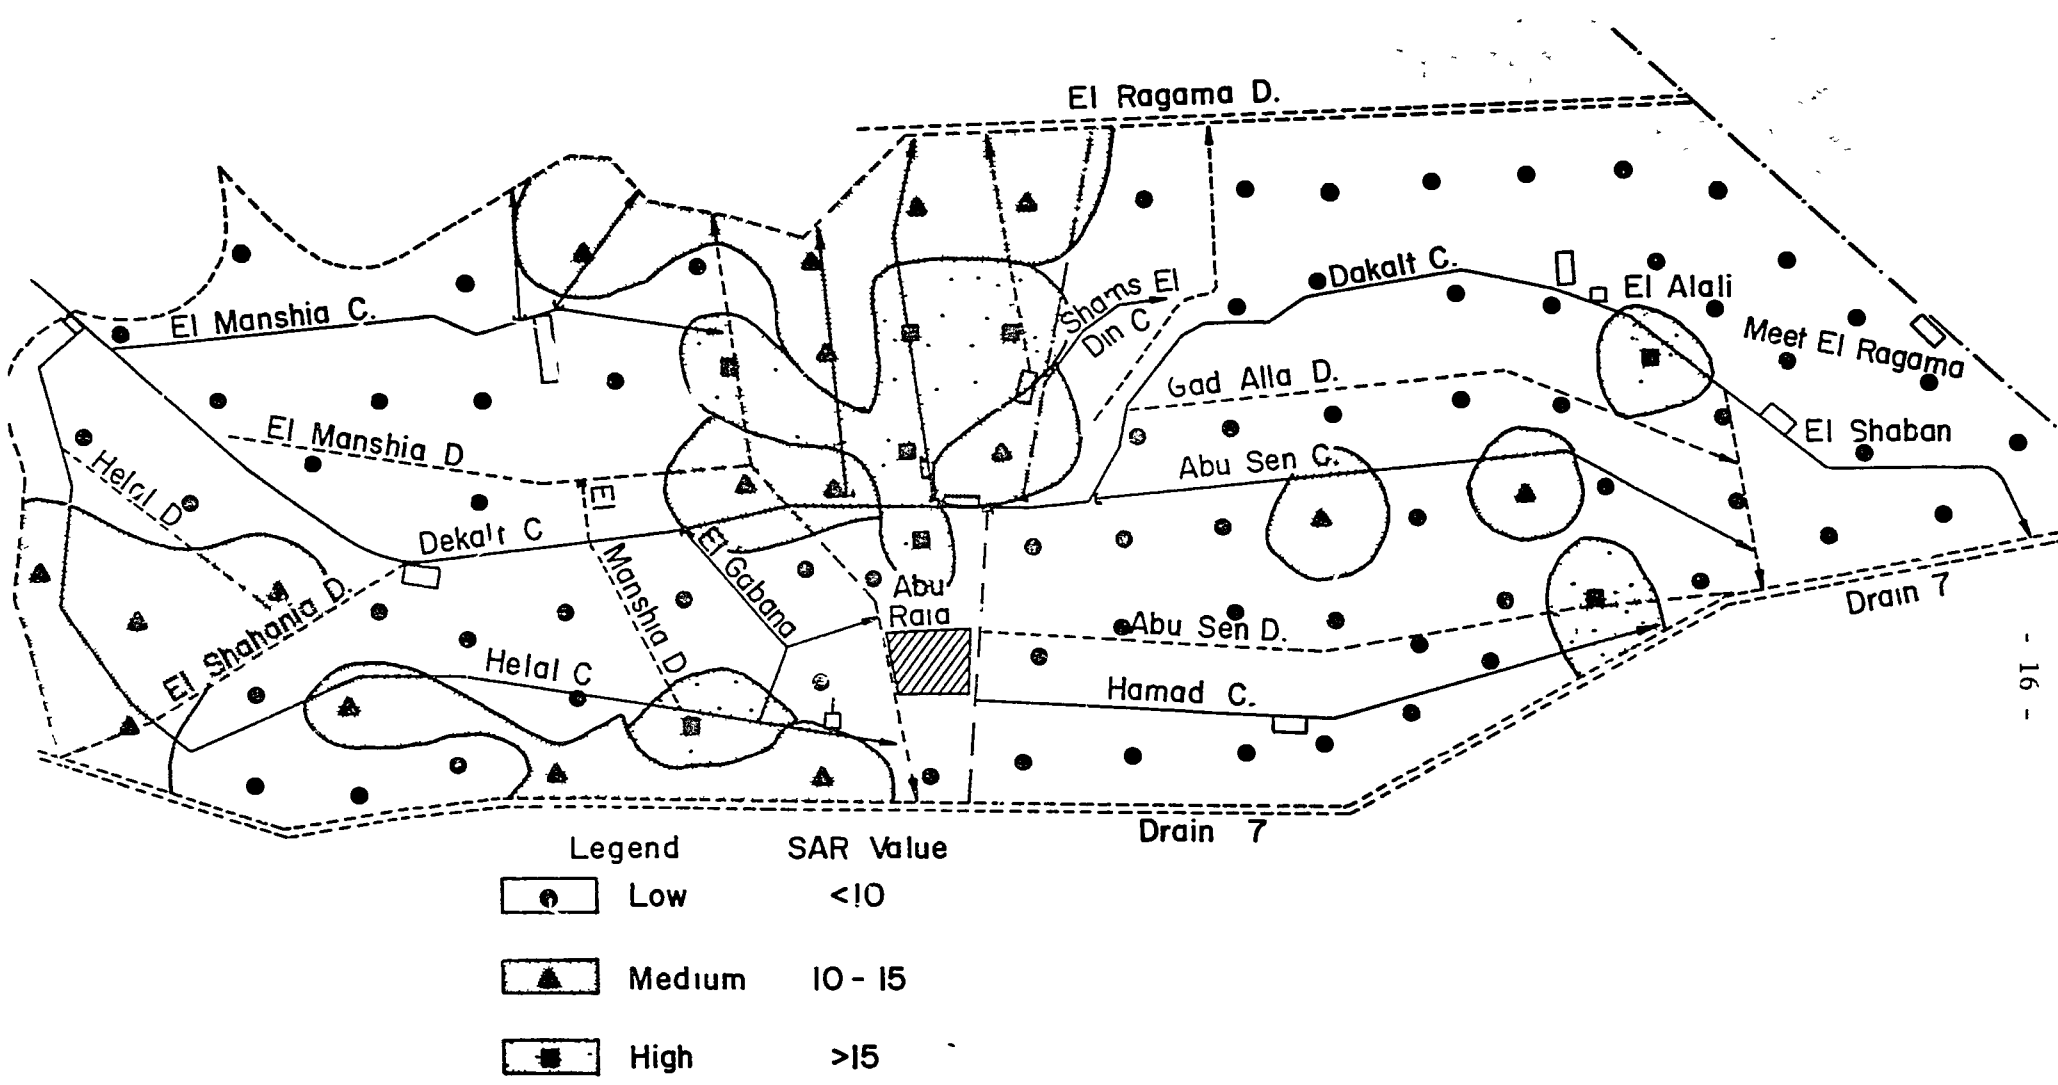 El Ragama D.
El Manshia C.
Shams El
Din C
Dakalt C.
El Alali
Meet El Ragama
Gad Alla D.
El Shaban
El Manshia D
Helal D
Abu Sen C.
El
Manshia D
Dekalt C
El Gabana
Abu
Raia
El Shahania D.
Helal C
Abu Sen D.
Hamad C.
Drain 7
Drain 7
- 16 -
Legend SAR Value
Low <10
Medium 10 - 15
High >15